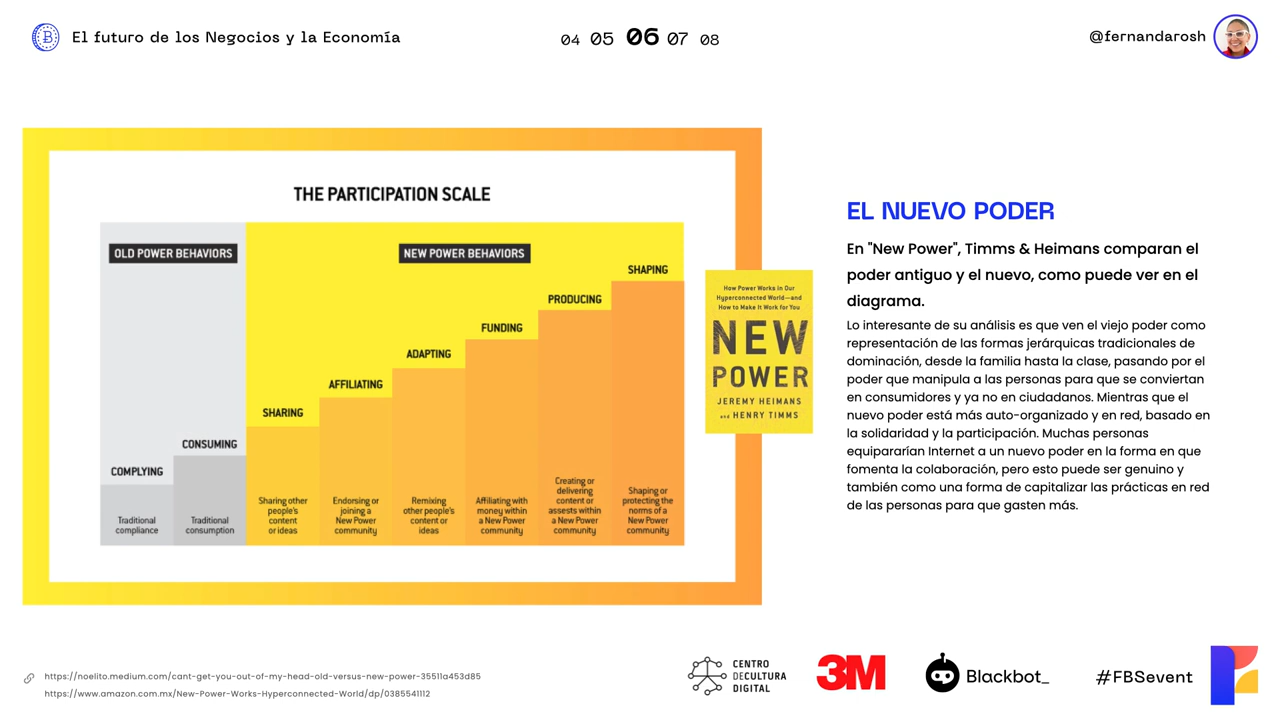 El futuro de los Negocios y la Economía
04 05 06 07 08
@fernandarosh
THE PARTICIPATION SCALE
OLD POWER BEHAVIORS
NEW POWER BEHAVIORS
COMPLYING
Traditional
compliance
CONSUMING
Traditional
consumption
SHARING
Sharing other
people's
content
or ideas
AFFILIATING
Endorsing or
joining a
New Power
community
ADAPTING
Remixing
other people's
content or
ideas
FUNDING
Affiliating with
money within
a New Power
community
PRODUCING
Creating or
delivering
content or
assests within
a New Power
community
SHAPING
Shaping or
protecting the
norms of a
New Power
community
How Power Works in Our
Hyperconnected World—and
How to Make It Work for You
NEW
POWER
JEREMY HEIMANS
and HENRY TIMMS
EL NUEVO PODER
En "New Power", Timms & Heimans comparan el
poder antiguo y el nuevo, como puede ver en el
diagrama.
Lo interesante de su análisis es que ven el viejo poder como
representación de las formas jerárquicas tradicionales de
dominación, desde la familia hasta la clase, pasando por el
poder que manipula a las personas para que se conviertan
en consumidores y ya no en ciudadanos. Mientras que el
nuevo poder está más auto-organizado y en red, basado en
la solidaridad y la participación. Muchas personas
equipararían Internet a un nuevo poder en la forma en que
fomenta la colaboración, pero esto puede ser genuino y
también como una forma de capitalizar las prácticas en red
de las personas para que gasten más.
https://noelito.medium.com/cant-get-you-out-of-my-head-old-versus-new-power-35511a453d85
https://www.amazon.com.mx/New-Power-Works-Hyperconnected-World/dp/0385541112
CENTRO
DECULTURA
DIGITAL
3M
Blackbot_
#FBSevent